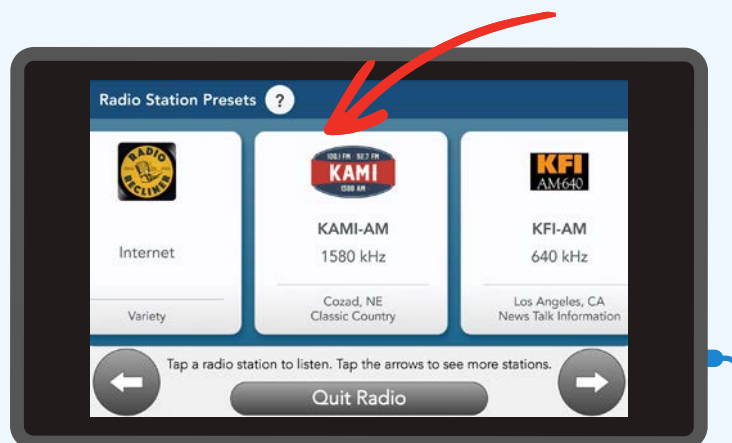 Radio Station Presets ?
RADIO
RECLINER
Internet
Variety
100.1 FM 92.7 FM
KAMI
1580 AM
KAMI-AM
1580 kHz
Cozad, NE
Classic Country
KFI
AM640
KFI-AM
640 kHz
Los Angeles, CA
News Talk Information
Tap a radio station to listen. Tap the arrows to see more stations.
Quit Radio